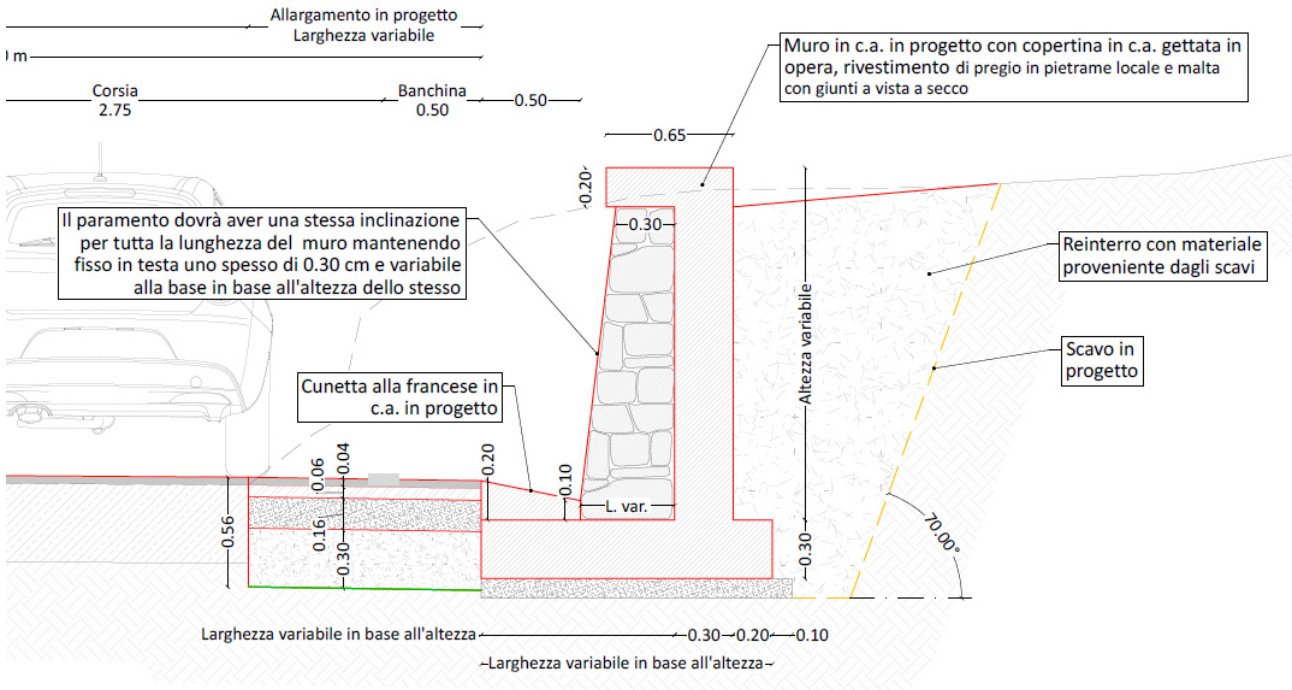 Allargamento in progetto
Larghezza variabile
0 m
Corsia
2.75
Banchina
0.50
0.50
Muro in c.a. in progetto con copertina in c.a. gettata in
opera, rivestimento di pregio in pietrame locale e malta
con giunti a vista a secco
0.65
0.20
0.30
Il paramento dovrà aver una stessa inclinazione
per tutta la lunghezza del muro mantenendo
fisso in testa uno spesso di 0.30 cm e variabile
alla base in base all'altezza dello stesso
Reinterro con materiale
proveniente dagli scavi
Altezza variabile
Scavo in
progetto
Cunetta alla francese in
c.a. in progetto
0.06
0.04
0.20
0.10
L. var.
0.56
0.16
0.30
0.30
70.00°
Larghezza variabile in base all'altezza
0.30
0.20
0.10
Larghezza variabile in base all'altezza